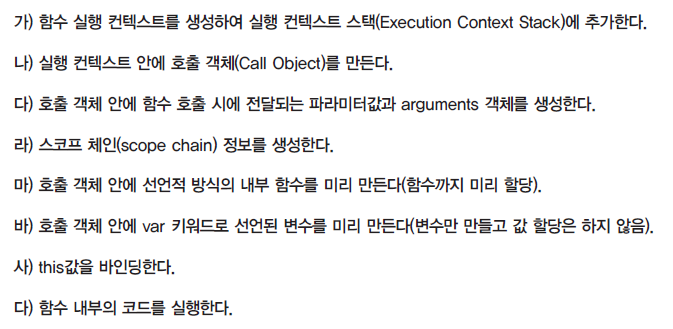 가) 함수 실행 컨텍스트를 생성하여 실행 컨텍스트 스택(Execution Context Stack)에 추가한다.
나) 실행 컨텍스트 안에 호출 객체(Call Object)를 만든다.
다) 호출 객체 안에 함수 호출 시에 전달되는 파라미터값과 arguments 객체를 생성한다.
라) 스코프 체인(scope chain) 정보를 생성한다.
마) 호출 객체 안에 선언적 방식의 내부 함수를 미리 만든다(함수까지 미리 할당).
바) 호출 객체 안에 var 키워드로 선언된 변수를 미리 만든다(변수만 만들고 값 할당은 하지 않음).
사) this값을 바인딩한다.
다) 함수 내부의 코드를 실행한다.